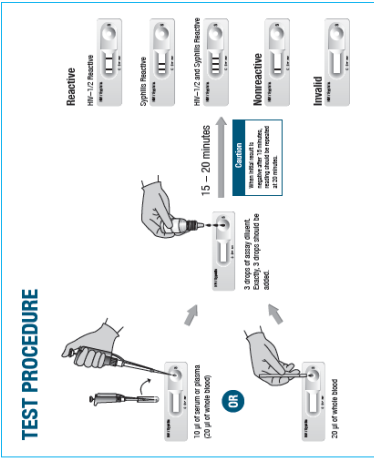 TEST PROCEDURE
10 µl of serum or plasma
(20 µl of whole blood)
OR
20 µl of whole blood
3 drops of assay diluent.
Exactly, 3 drops should be
added.
15 – 20 minutes
Caution
When initial result is
negative after 15 minutes,
reading should be repeated
at 20 minutes.
Reactive
HIV-1/2 Reactive
Syphilis Reactive
HIV-1/2 and Syphilis Reactive
Nonreactive
Invalid